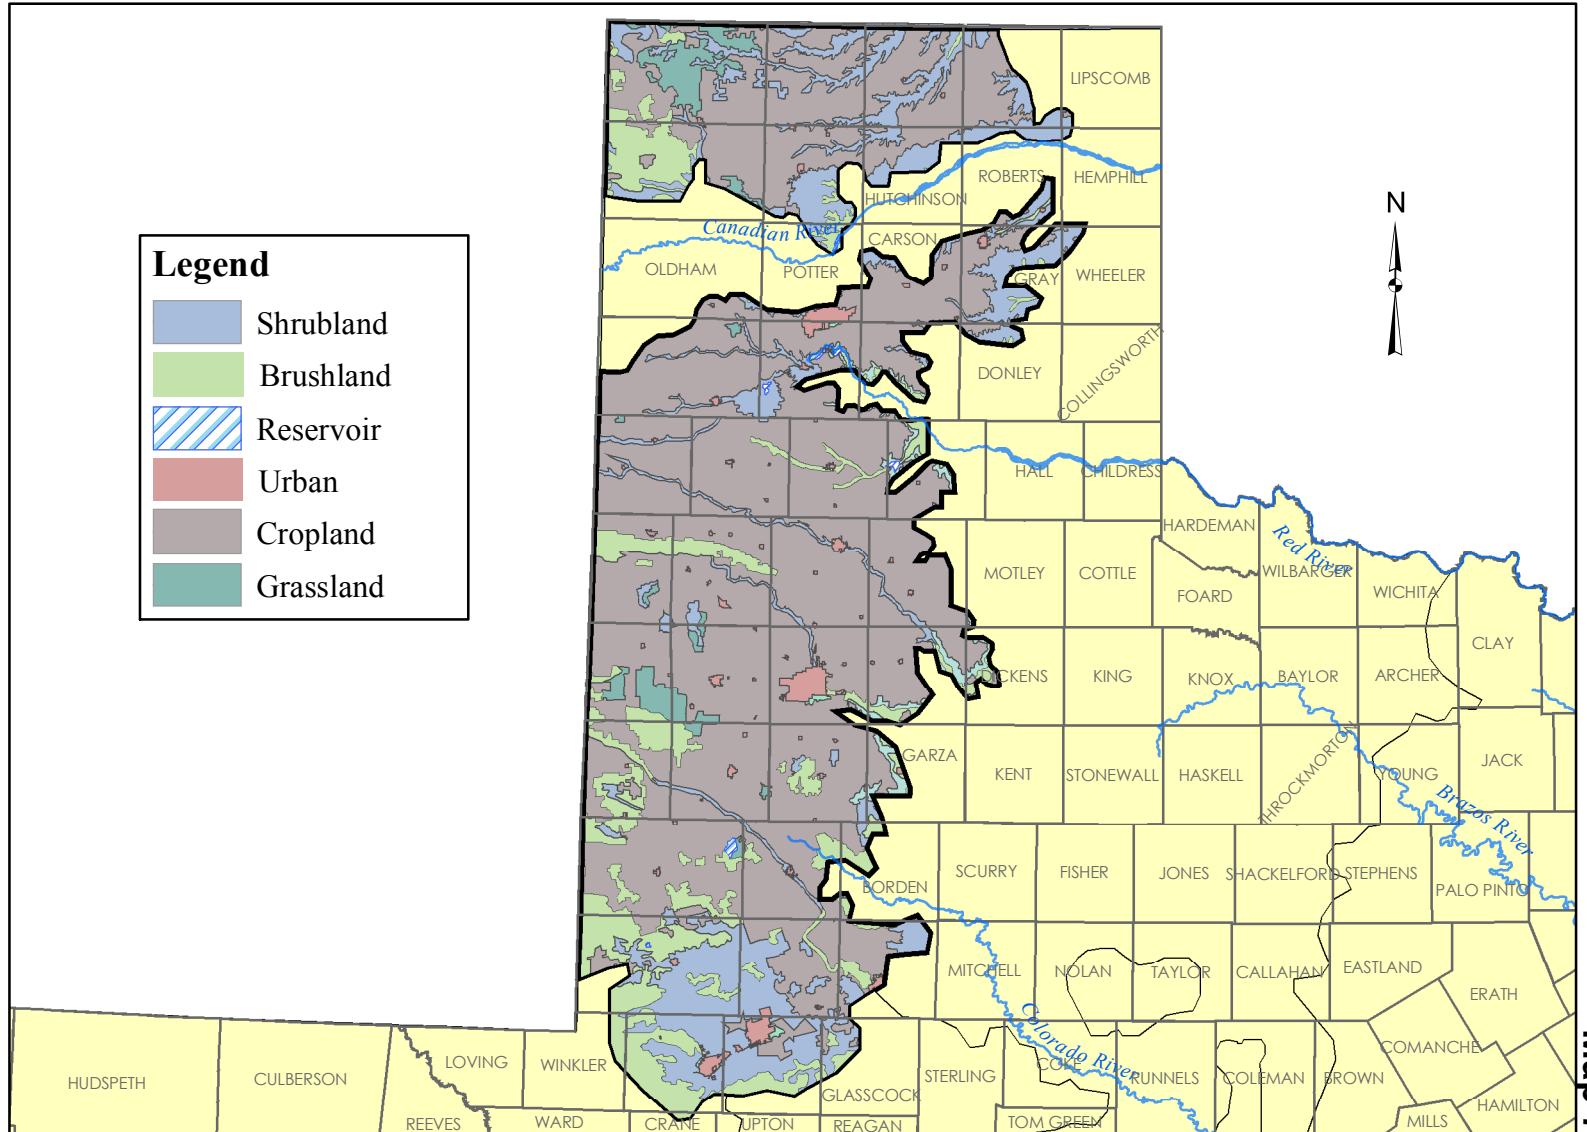 LIPSCOMB
N
ROBERTS
HEMPHILL
HUTCHINSON
Canadian River
CARSON
OLDHAM
POTTER
GRAY
WHEELER
Legend
Shrubland
Brushland
Reservoir
Urban
Cropland
Grassland
DONLEY
COLLINGSWORTH
HALL
CHILDRESS
HARDEMAN
Red River
WILBARGER
MOTLEY
COTTLE
FOARD
WICHITA
CLAY
DICKENS
KING
KNOX
BAYLOR
ARCHER
GARZA
KENT
STONEWALL
HASKELL
THROCKMORTON
YOUNG
JACK
Brazos River
BORDEN
SCURRY
FISHER
JONES
SHACKELFORD
STEPHENS
PALO PINTO
MITCHELL
NOLAN
TAYLOR
CALLAHAN
EASTLAND
ERATH
Colorado River
HUDSPETH
CULBERSON
LOVING
WINKLER
GLASSCOCK
STERLING
COKE
RUNNELS
COLEMAN
BROWN
COMANCHE
HAMILTON
REEVES
WARD
CRANE
UPTON
REAGAN
TOM GREEN
MILLS